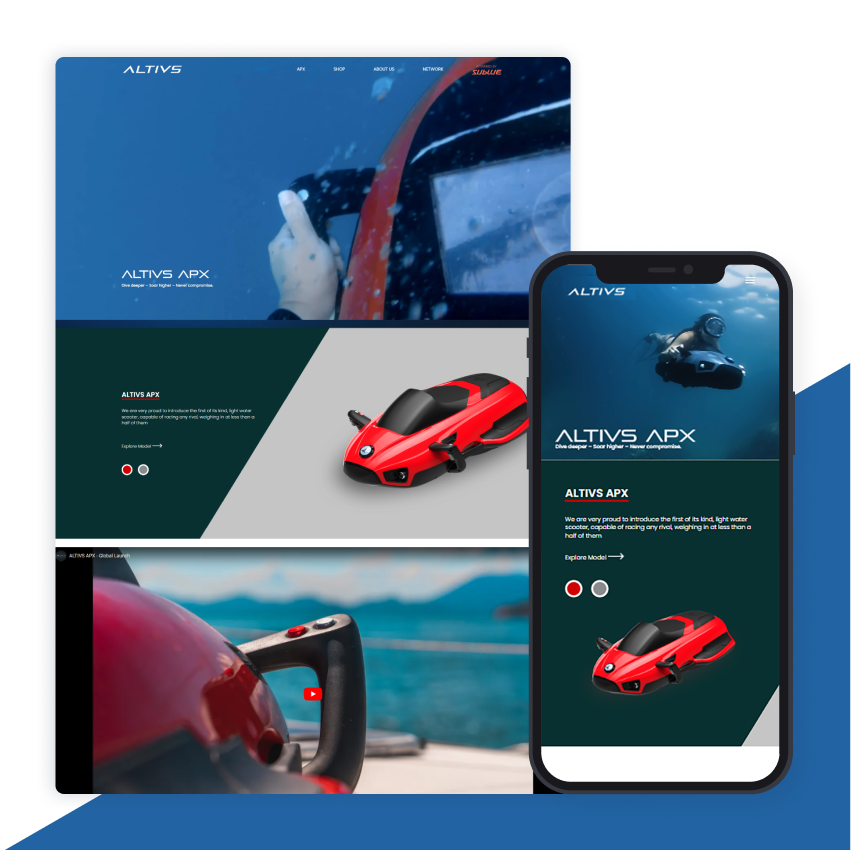 ALTIVS
APX
SHOP
ABOUT US
NETWORK
POWERED BY
SUBLUE
ALTIVS APX
Dive deeper – Soar higher – Never compromise.
ALTIVS APX
We are very proud to introduce the first of its kind, light water
scooter, capable of racing any rival, weighing in at less than a
half of them
Explore Model
ALTIVS APX - Global Launch
ALTIVS
ALTIVS APX
Dive deeper – Soar higher – Never compromise.
ALTIVS APX
We are very proud to introduce the first of its kind, light water
scooter, capable of racing any rival, weighing in at less than a
half of them
Explore Model